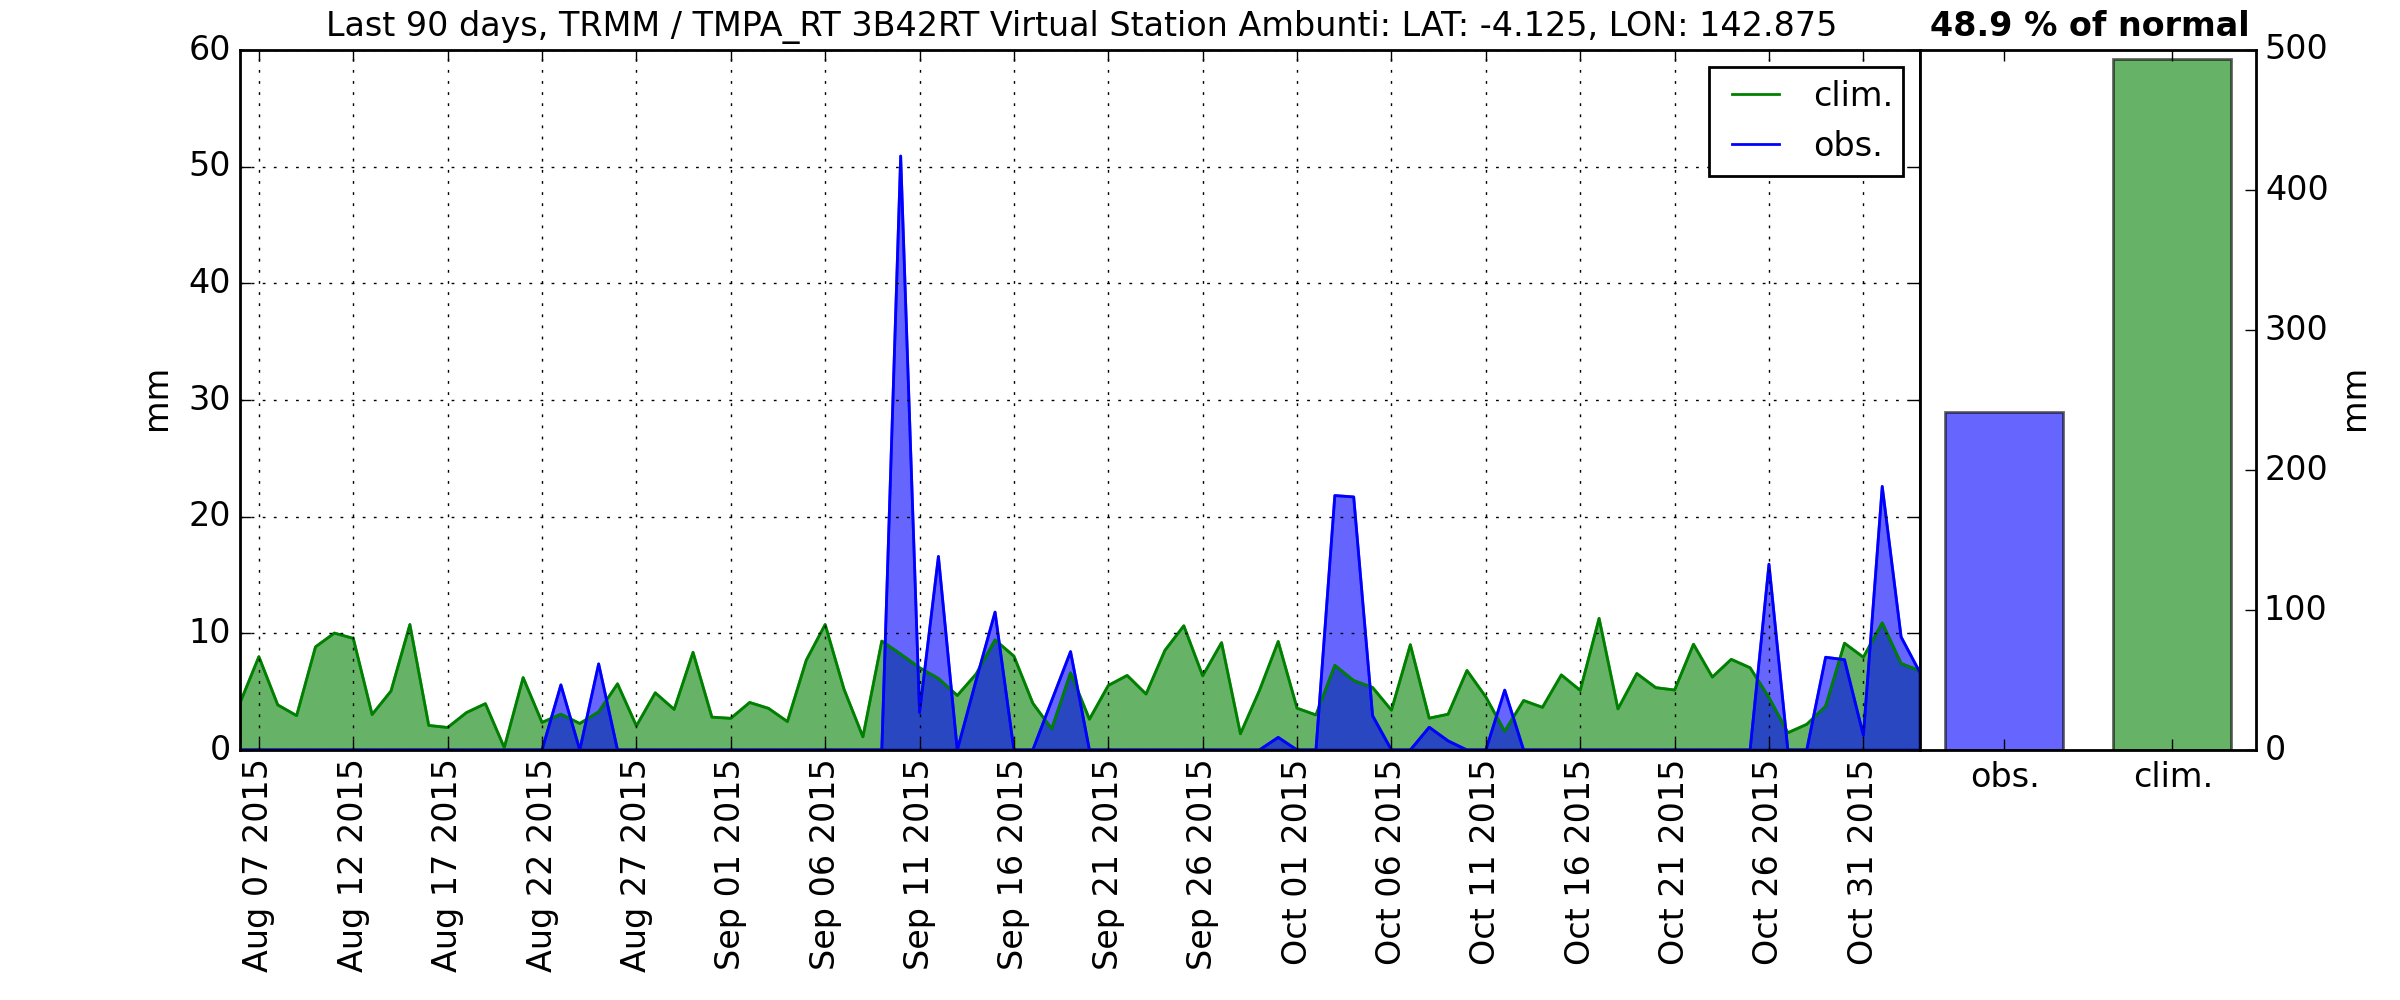 Last 90 days, TRMM / TMPA_RT 3B42RT Virtual Station Ambunti: LAT: -4.125, LON: 142.875
48.9 % of normal
60
50
40
30
20
10
0
mm
clim.
obs.
Aug 07 2015
Aug 12 2015
Aug 17 2015
Aug 22 2015
Aug 27 2015
Sep 01 2015
Sep 06 2015
Sep 11 2015
Sep 16 2015
Sep 21 2015
Sep 26 2015
Oct 01 2015
Oct 06 2015
Oct 11 2015
Oct 16 2015
Oct 21 2015
Oct 26 2015
Oct 31 2015
obs.
clim.
500
400
300
200
100
0
mm